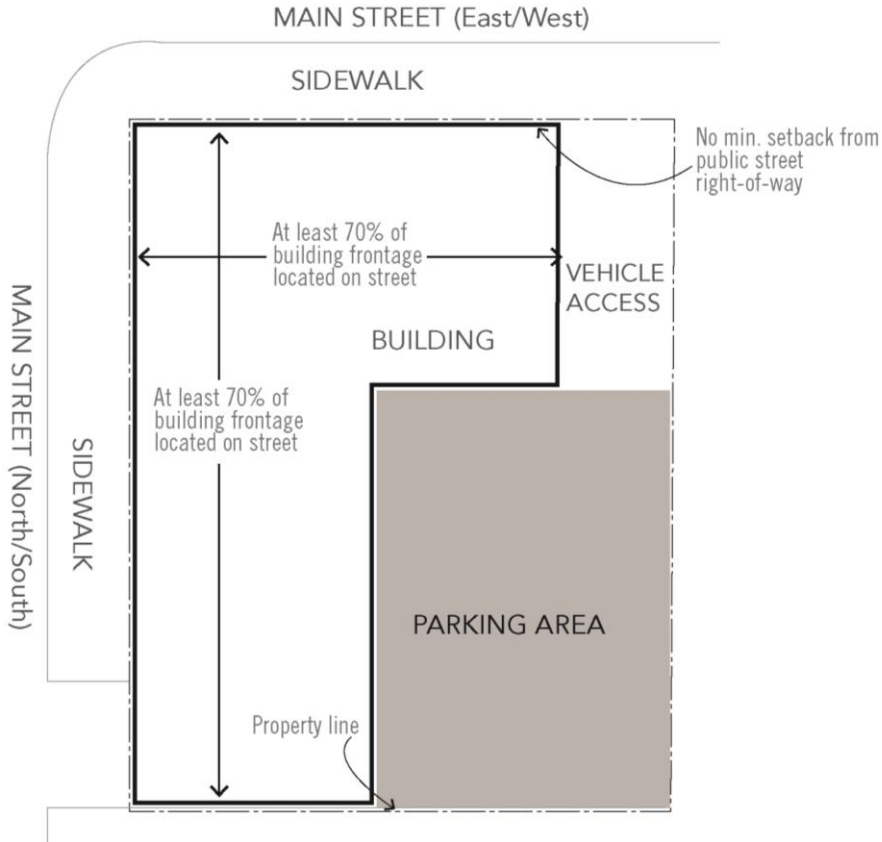 MAIN STREET (East/West)
SIDEWALK
No min. setback from
public street
right-of-way
At least 70% of
building frontage
located on street
VEHICLE
ACCESS
BUILDING
MAIN STREET (North/South)
SIDEWALK
At least 70% of
building frontage
located on street
PARKING AREA
Property line